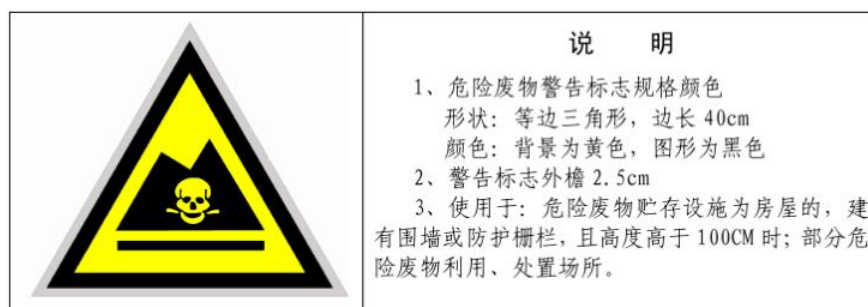 说 明
1、危险废物警告标志规格颜色
形状：等边三角形，边长 40cm
颜色：背景为黄色，图形为黑色
2、警告标志外檐 2.5cm
3、使用于：危险废物贮存设施为房屋的，建
有围墙或防护栅栏，且高度高于 100CM 时；部分危
险废物利用、处置场所。